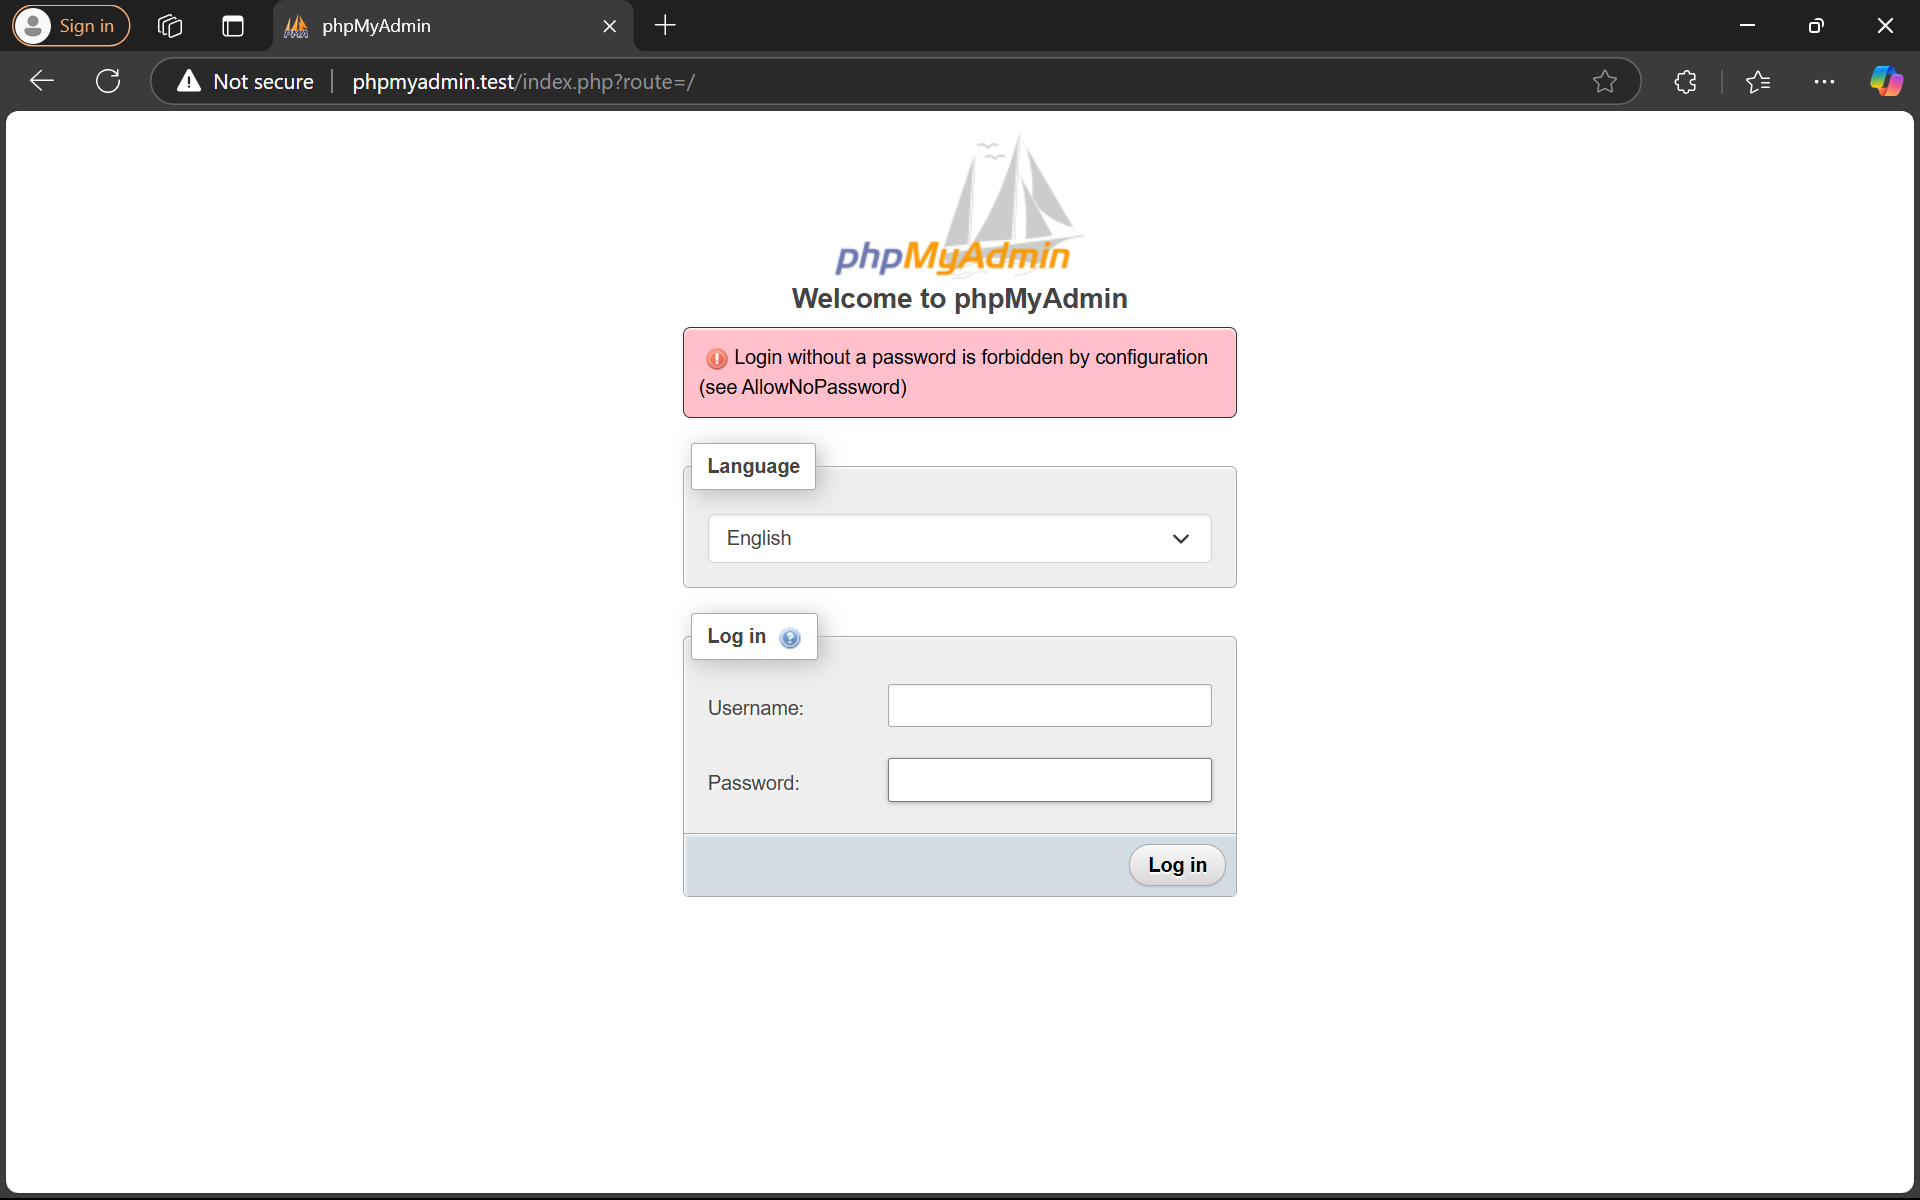 Sign in
phpMyAdmin
Not secure
phpmyadmin.test/index.php?route=/
phpMyAdmin
Welcome to phpMyAdmin
Login without a password is forbidden by configuration
(see AllowNoPassword)
Language
English
Log in
Username:
Password:
Log in